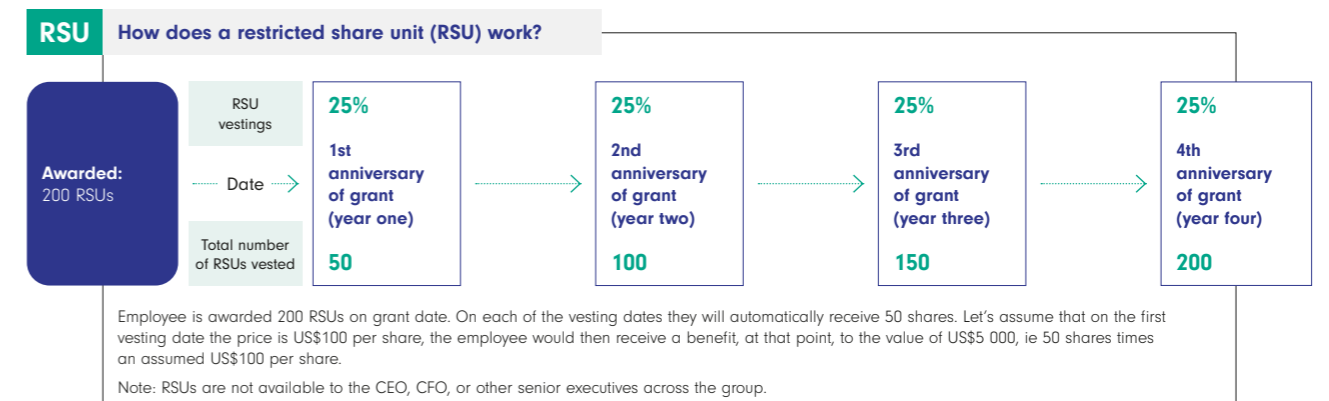 RSU
How does a restricted share unit (RSU) work?
Awarded:
200 RSUs
RSU
vestings
Date
Total number
of RSUs vested
25%
1st
anniversary
of grant
(year one)
50
25%
2nd
anniversary
of grant
(year two)
100
25%
3rd
anniversary
of grant
(year three)
150
25%
4th
anniversary
of grant
(year four)
200
Employee is awarded 200 RSUs on grant date. On each of the vesting dates they will automatically receive 50 shares. Let’s assume that on the first
vesting date the price is US$100 per share, the employee would then receive a benefit, at that point, to the value of US$5 000, ie 50 shares times
an assumed US$100 per share.
Note: RSUs are not available to the CEO, CFO, or other senior executives across the group.